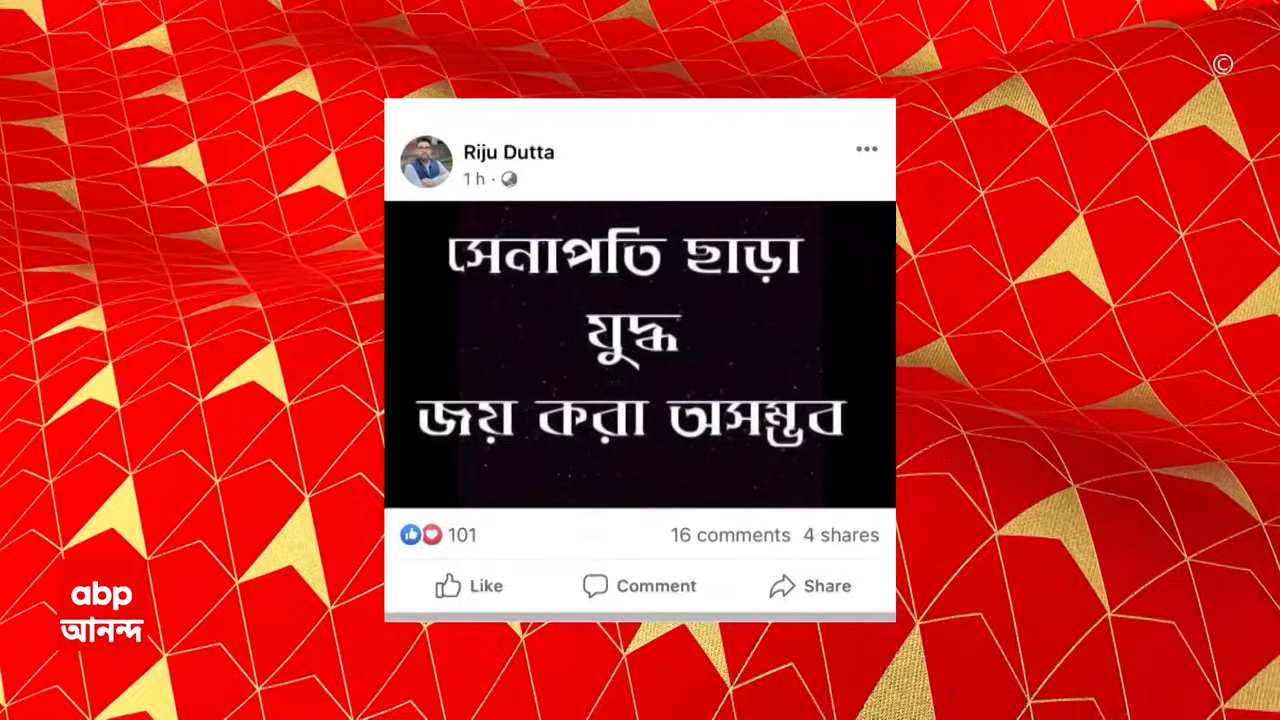 ©
Riju Dutta
1 h ·
সেনাপতি ছাড়া
যুদ্ধ
জয় করা অসম্ভব
101 16 comments 4 shares
Like Comment Share
abp
আনন্দ